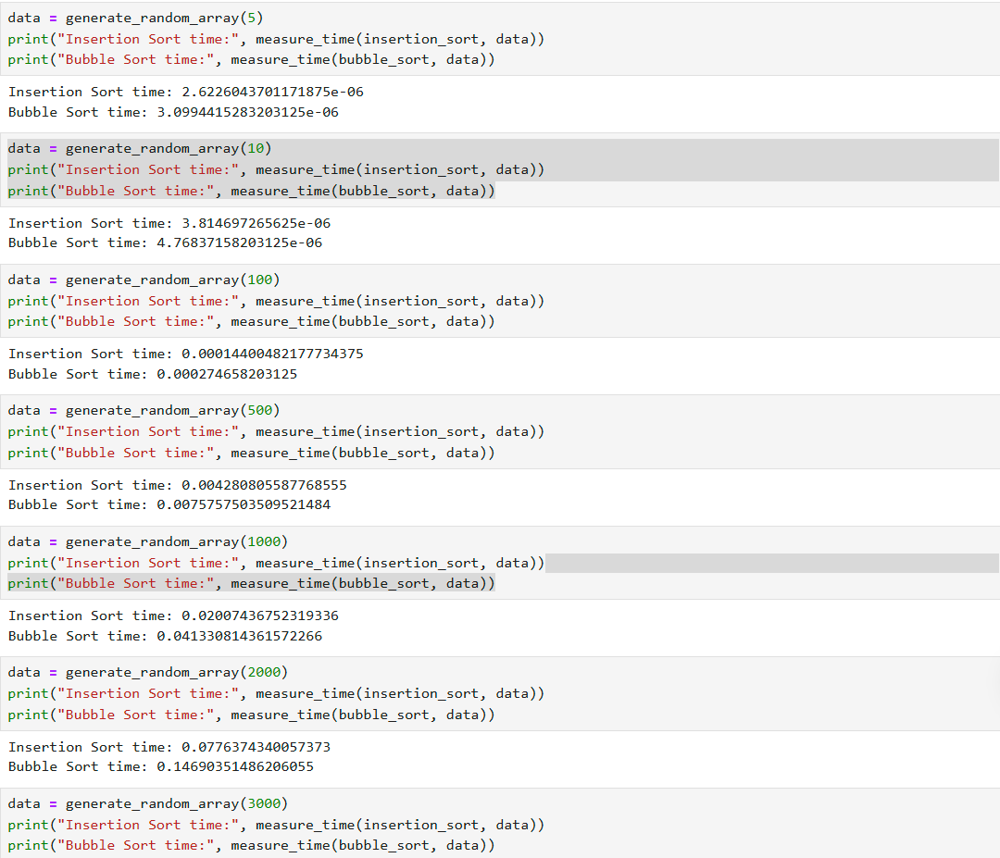 data = generate_random_array(5)
print("Insertion Sort time:", measure_time(insertion_sort, data))
print("Bubble Sort time:", measure_time(bubble_sort, data))
Insertion Sort time: 2.6226043701171875e-06
Bubble Sort time: 3.0994415283203125e-06
data = generate_random_array(10)
print("Insertion Sort time:", measure_time(insertion_sort, data))
print("Bubble Sort time:", measure_time(bubble_sort, data))
Insertion Sort time: 3.814697265625e-06
Bubble Sort time: 4.76837158203125e-06
data = generate_random_array(100)
print("Insertion Sort time:", measure_time(insertion_sort, data))
print("Bubble Sort time:", measure_time(bubble_sort, data))
Insertion Sort time: 0.00014400482177734375
Bubble Sort time: 0.000274658203125
data = generate_random_array(500)
print("Insertion Sort time:", measure_time(insertion_sort, data))
print("Bubble Sort time:", measure_time(bubble_sort, data))
Insertion Sort time: 0.004280805587768555
Bubble Sort time: 0.0075757503509521484
data = generate_random_array(1000)
print("Insertion Sort time:", measure_time(insertion_sort, data))
print("Bubble Sort time:", measure_time(bubble_sort, data))
Insertion Sort time: 0.02007436752319336
Bubble Sort time: 0.041330814361572266
data = generate_random_array(2000)
print("Insertion Sort time:", measure_time(insertion_sort, data))
print("Bubble Sort time:", measure_time(bubble_sort, data))
Insertion Sort time: 0.0776374340057373
Bubble Sort time: 0.14690351486206055
data = generate_random_array(3000)
print("Insertion Sort time:", measure_time(insertion_sort, data))
print("Bubble Sort time:", measure_time(bubble_sort, data))